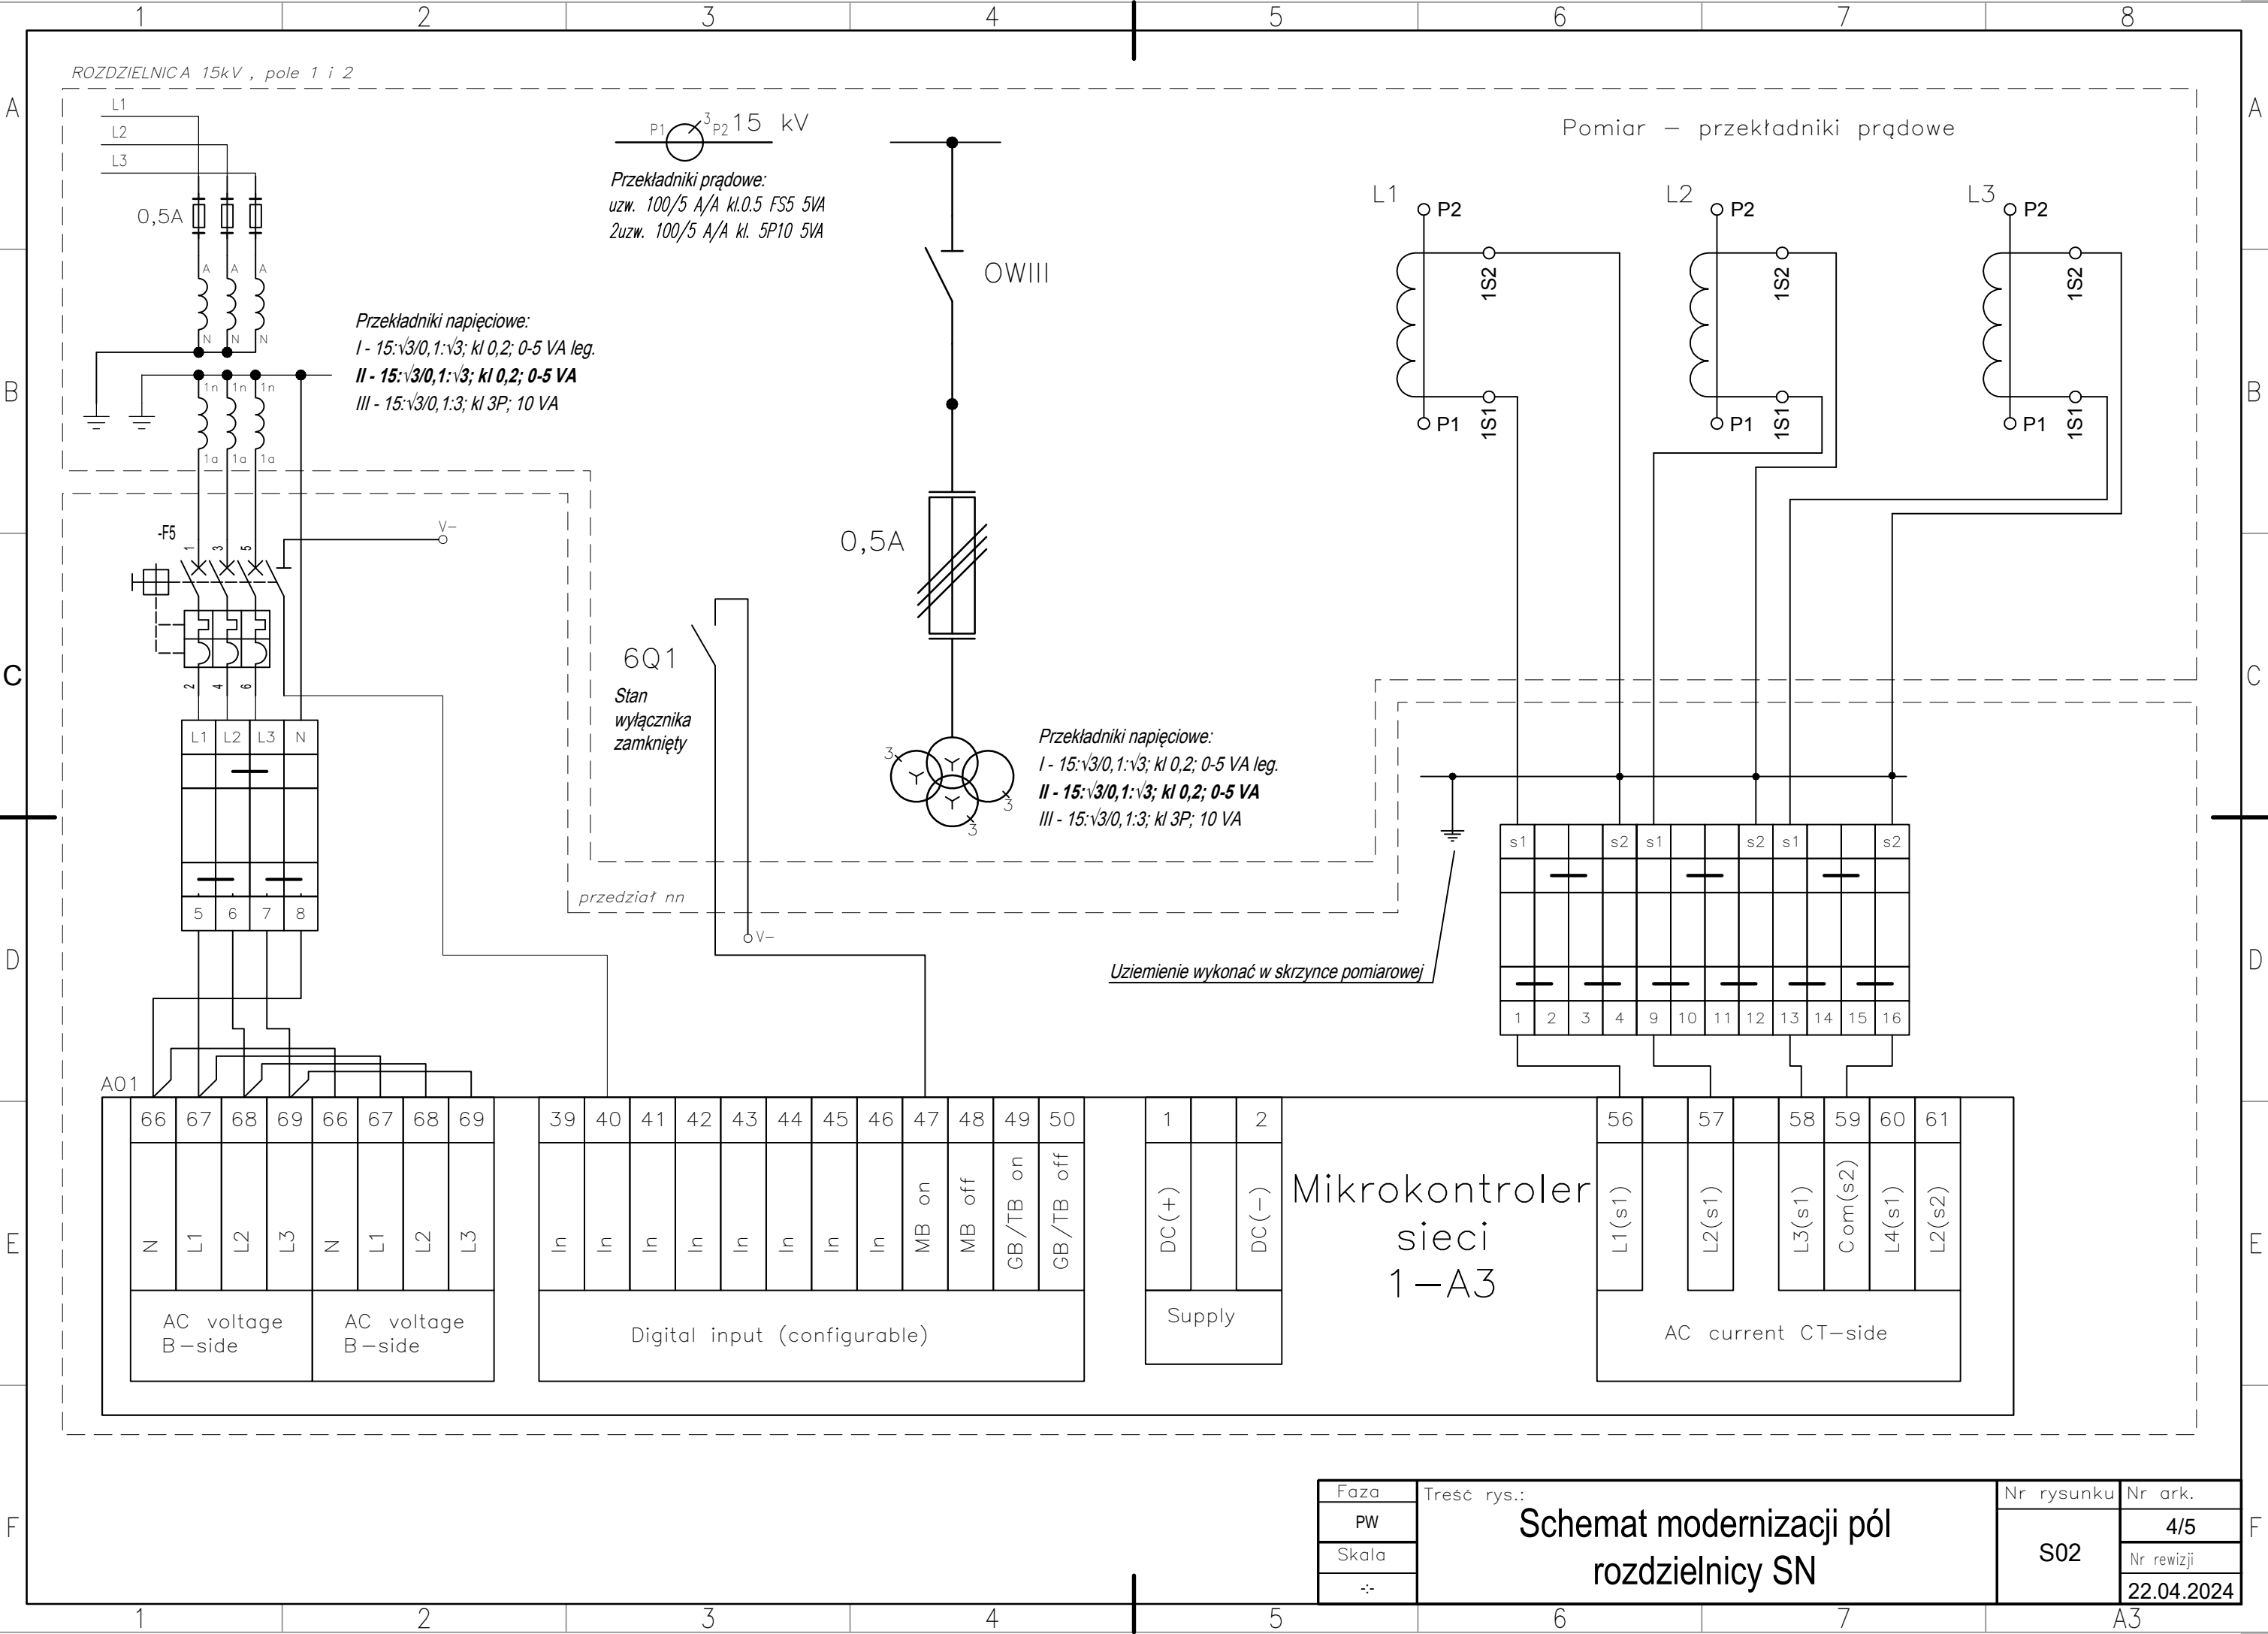 1 2 3 4 5 6 7 8
A
B
C
D
E
F
A
B
C
D
E
F
ROZDZIELNICA 15kV , pole 1 i 2
L1
L2
L3
0,5A
A A A
N N N
1n 1n 1n
1a 1a 1a
Przekładniki napięciowe:
I - 15:√3/0,1:√3; kl 0,2; 0-5 VA leg.
II - 15:√3/0,1:√3; kl 0,2; 0-5 VA
III - 15:√3/0,1:3; kl 3P; 10 VA
P1 3 P2 15 kV
Przekładniki prądowe:
uzw. 100/5 A/A kl.0.5 FS5 5VA
2uzw. 100/5 A/A kl. 5P10 5VA
OWIII
0,5A
3
3
3
Przekładniki napięciowe:
I - 15:√3/0,1:√3; kl 0,2; 0-5 VA leg.
II - 15:√3/0,1:√3; kl 0,2; 0-5 VA
III - 15:√3/0,1:3; kl 3P; 10 VA
Pomiar – przekładniki prądowe
L1 P2 L2 P2 L3 P2
1S2 1S2 1S2
P1 1S1 P1 1S1 P1 1S1
-F5
V-
1 3 5
2 4 6
L1 L2 L3 N
5 6 7 8
6Q1
Stan
wyłącznika
zamknięty
V-
przedział nn
Uziemienie wykonać w skrzynce pomiarowej
s1 s2 s1 s2 s1 s2
1 2 3 4 9 10 11 12 13 14 15 16
A01
66 67 68 69 66 67 68 69
N L1 L2 L3 N L1 L2 L3
AC voltage
B-side
AC voltage
B-side
39 40 41 42 43 44 45 46 47 48 49 50
In In In In In In In In MB on MB off GB/TB on GB/TB off
Digital input (configurable)
1 2
DC(+) DC(-)
Supply
Mikrokontroler
sieci
1-A3
56 57 58 59 60 61
L1(s1) L2(s1) L3(s1) Com(s2) L4(s1) L2(s2)
AC current CT-side
Faza
PW
Skala
-:-
Treść rys.:
Schemat modernizacji pól
rozdzielnicy SN
Nr rysunku
S02
Nr ark.
4/5
Nr rewizji
22.04.2024
1 2 3 4 5 6 7 A3